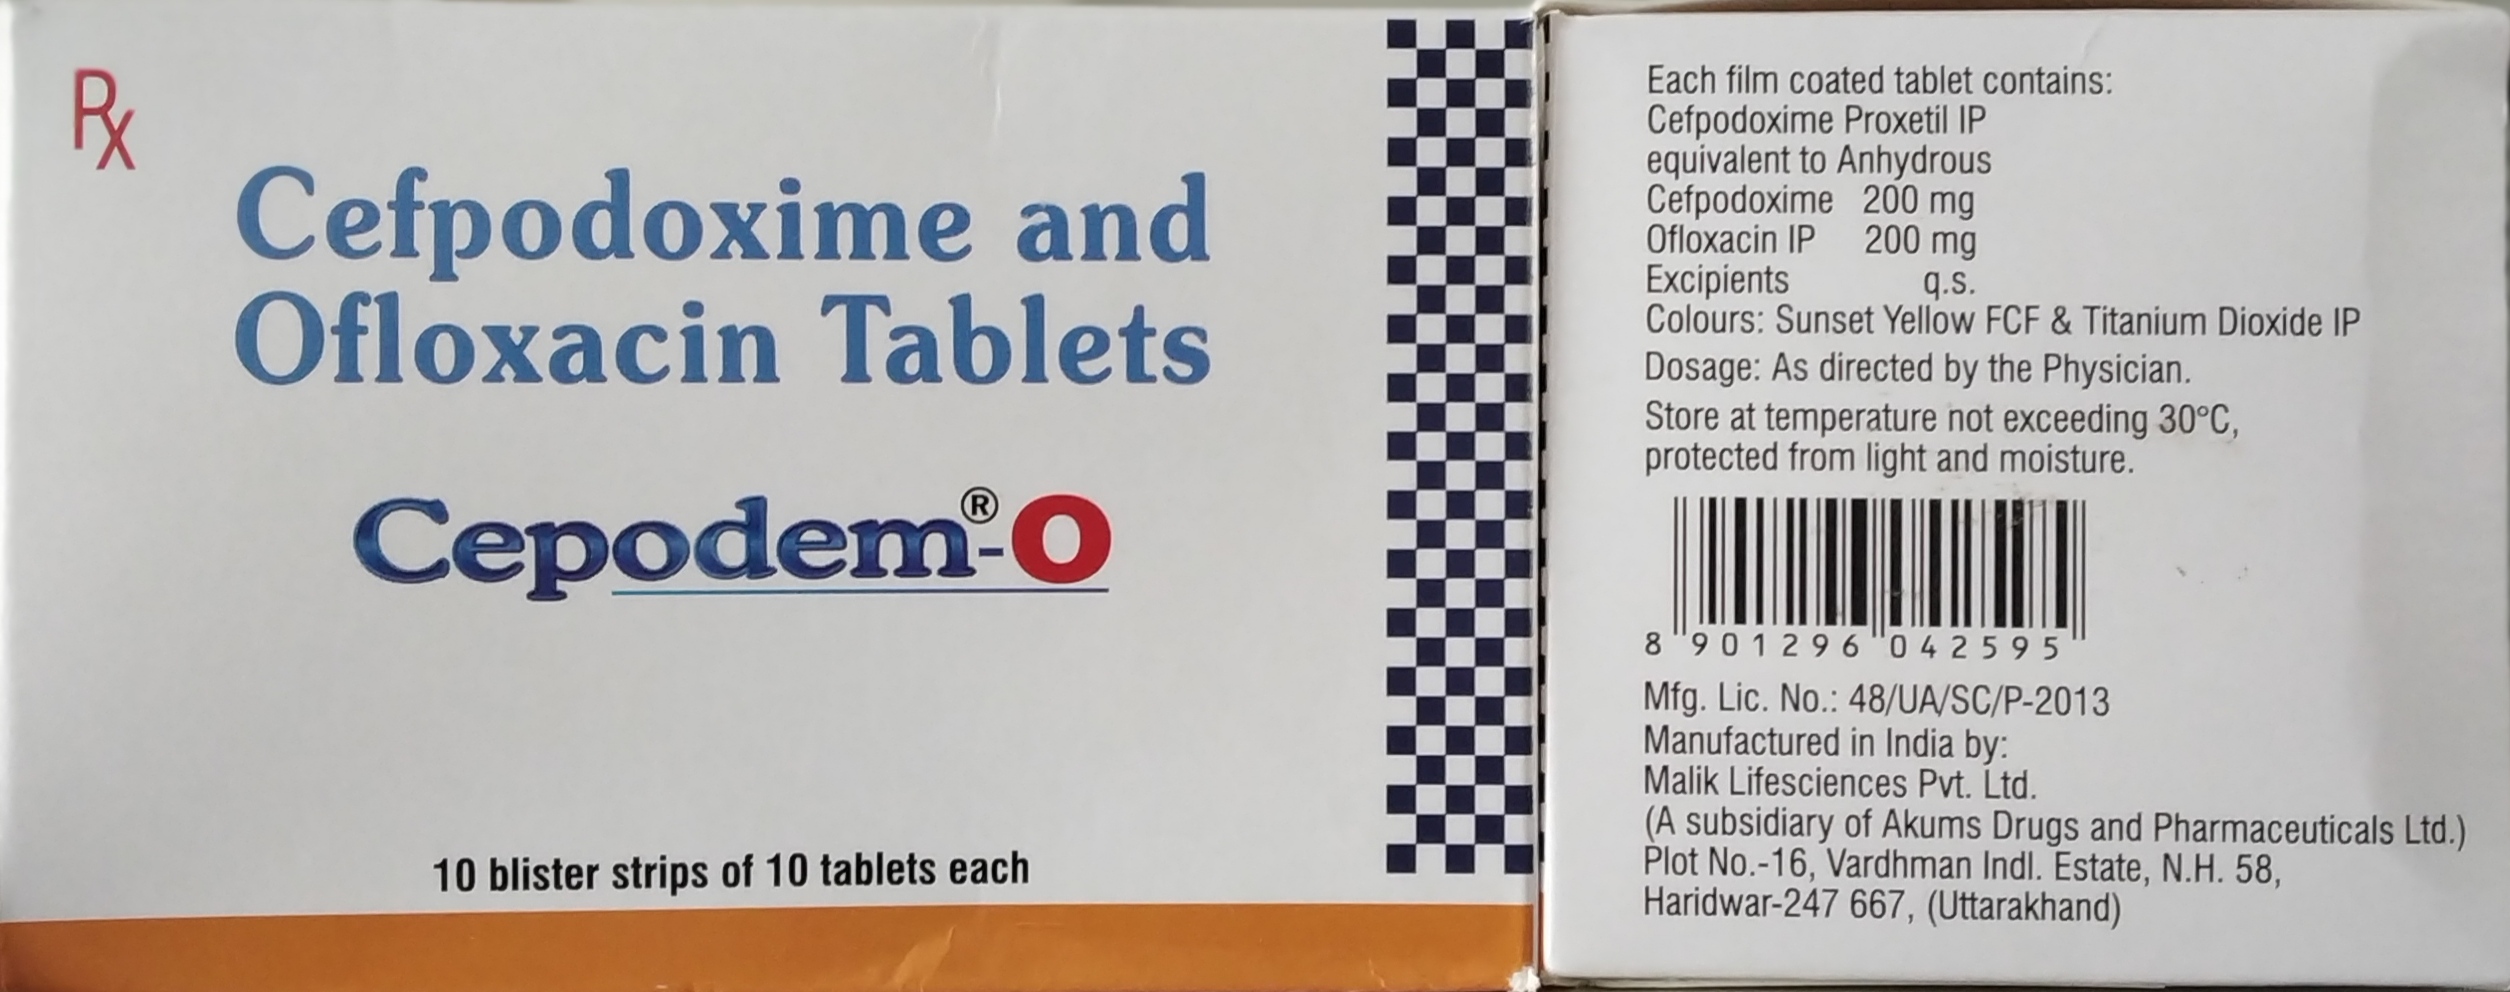 Rx
Cefpodoxime and
Ofloxacin Tablets
Cepodem®-O
10 blister strips of 10 tablets each
Each film coated tablet contains:
Cefpodoxime Proxetil IP
equivalent to Anhydrous
Cefpodoxime 200 mg
Ofloxacin IP 200 mg
Excipients q.s.
Colours: Sunset Yellow FCF & Titanium Dioxide IP
Dosage: As directed by the Physician.
Store at temperature not exceeding 30°C,
protected from light and moisture.
8 901296 042595
Mfg. Lic. No.: 48/UA/SC/P-2013
Manufactured in India by:
Malik Lifesciences Pvt. Ltd.
(A subsidiary of Akums Drugs and Pharmaceuticals Ltd.)
Plot No.-16, Vardhman Indl. Estate, N.H. 58,
Haridwar-247 667, (Uttarakhand)